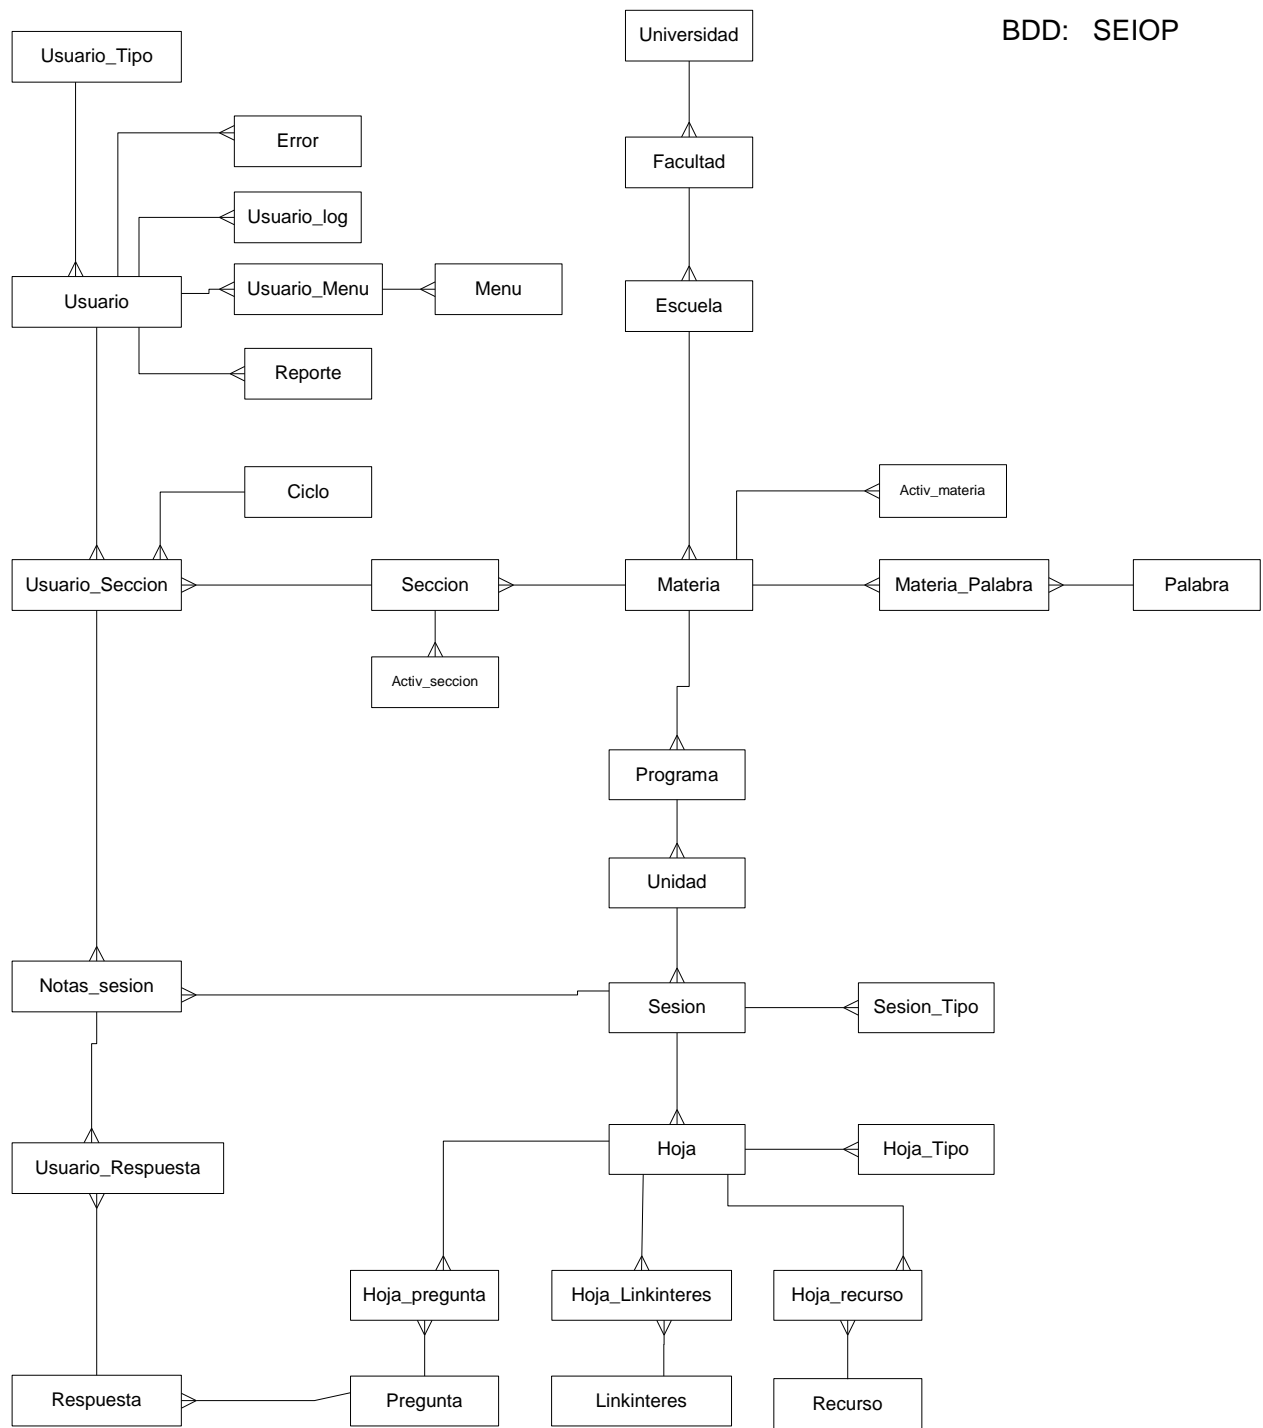 BDD: SEIOP
Universidad
Usuario_Tipo
Error
Facultad
Usuario_log
Usuario
Usuario_Menu
Menu
Escuela
Reporte
Ciclo
Activ_materia
Usuario_Seccion
Seccion
Materia
Materia_Palabra
Palabra
Activ_seccion
Programa
Unidad
Notas_sesion
Sesion
Sesion_Tipo
Usuario_Respuesta
Hoja
Hoja_Tipo
Hoja_pregunta
Hoja_Linkinteres
Hoja_recurso
Respuesta
Pregunta
Linkinteres
Recurso